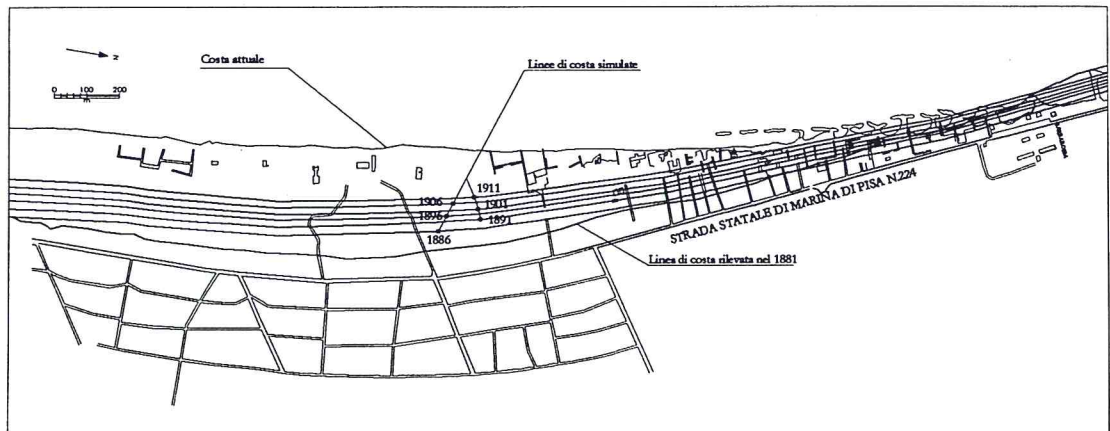 Costa attuale
Linee di costa simulate
N
0 100 200
m
1911
1906
1901
1896
1891
1886
STRADA STATALE DI MARINA DI PISA N.224
Linea di costa rilevata nel 1881